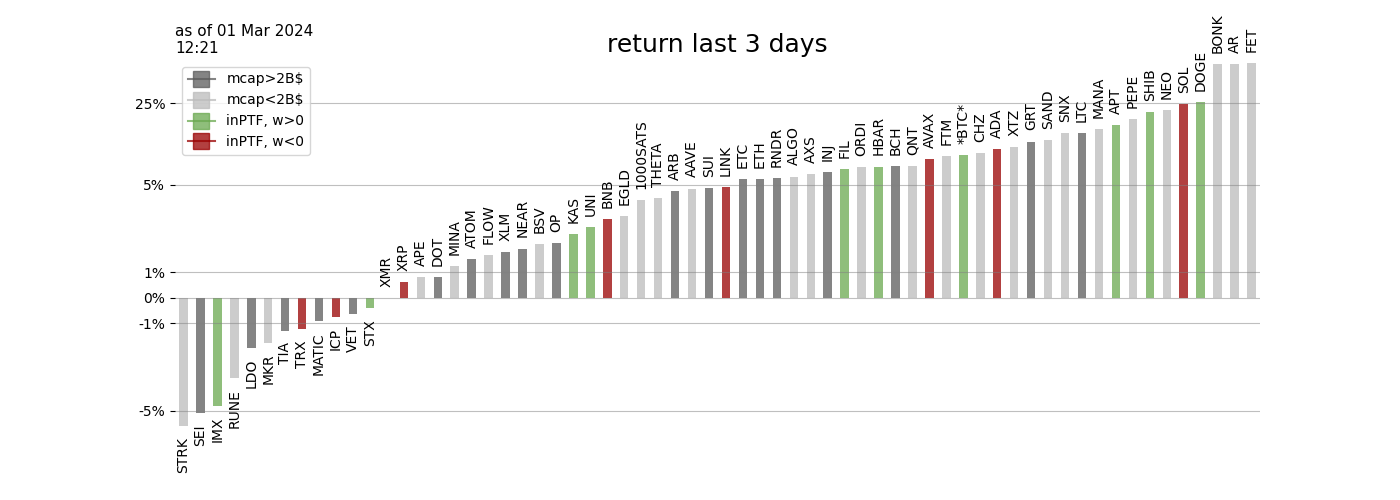 as of 01 Mar 2024
12:21
return last 3 days
mcap>2B$
mcap<2B$
inPTF, w>0
inPTF, w<0
25%
5%
1%
0%
-1%
-5%
STRK
SEI
IMX
RUNE
LDO
MKR
TIA
TRX
MATIC
ICP
VET
STX
XMR
XRP
APE
DOT
MINA
ATOM
FLOW
XLM
NEAR
BSV
OP
KAS
UNI
BNB
EGLD
1000SATS
THETA
ARB
AAVE
SUI
LINK
ETC
ETH
RNDR
ALGO
AXS
INJ
FIL
ORDI
HBAR
BCH
QNT
AVAX
FTM
*BTC*
CHZ
ADA
XTZ
GRT
SAND
SNX
LTC
MANA
APT
PEPE
SHIB
NEO
SOL
DOGE
BONK
AR
FET